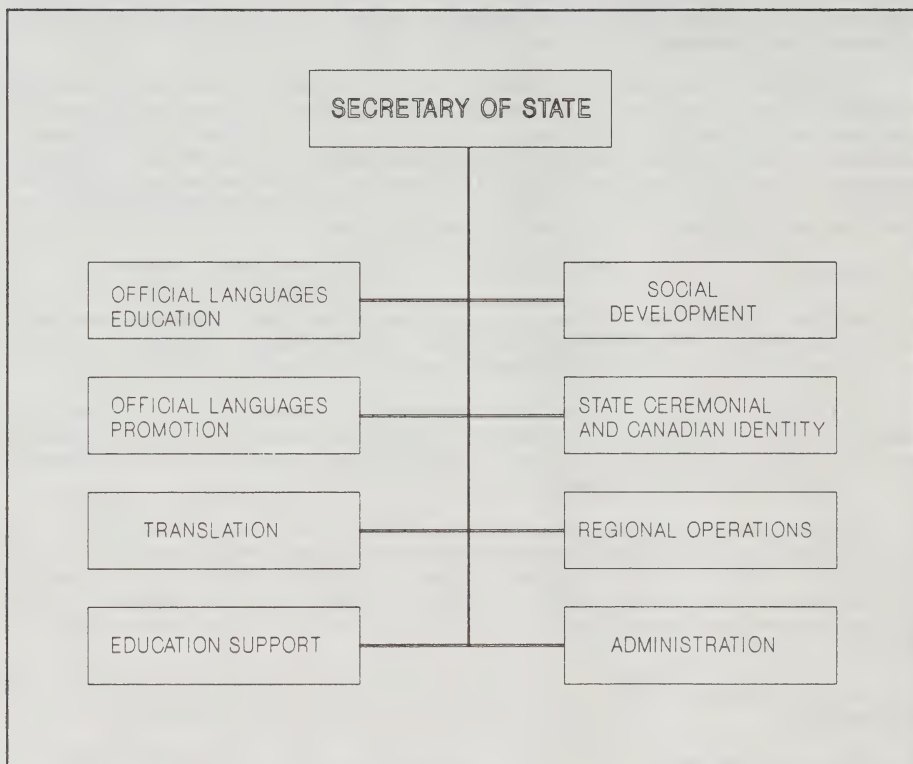 SECRETARY OF STATE
OFFICIAL LANGUAGES
EDUCATION
SOCIAL
DEVELOPMENT
OFFICIAL LANGUAGES
PROMOTION
STATE CEREMONIAL
AND CANADIAN IDENTITY
TRANSLATION
REGIONAL OPERATIONS
EDUCATION SUPPORT
ADMINISTRATION